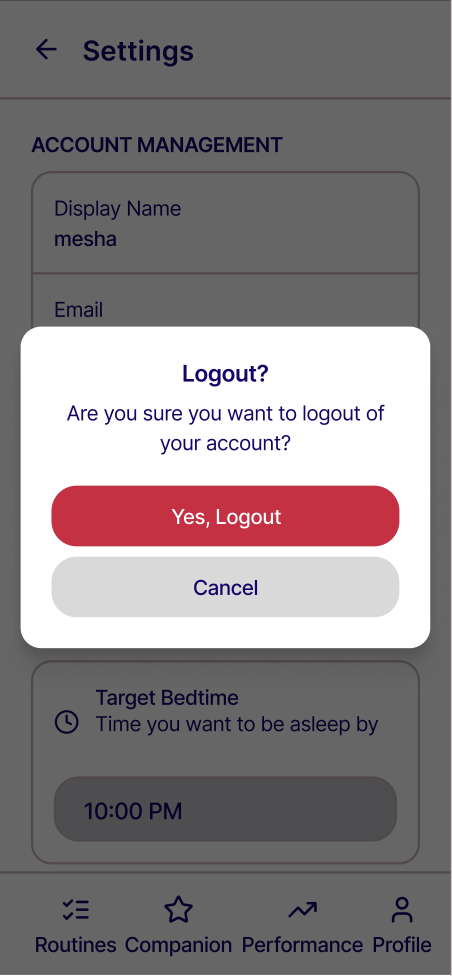 Settings
ACCOUNT MANAGEMENT
Display Name
mesha
Email
Logout?
Are you sure you want to logout of
your account?
Yes, Logout
Cancel
Target Bedtime
Time you want to be asleep by
10:00 PM
Routines Companion Performance Profile